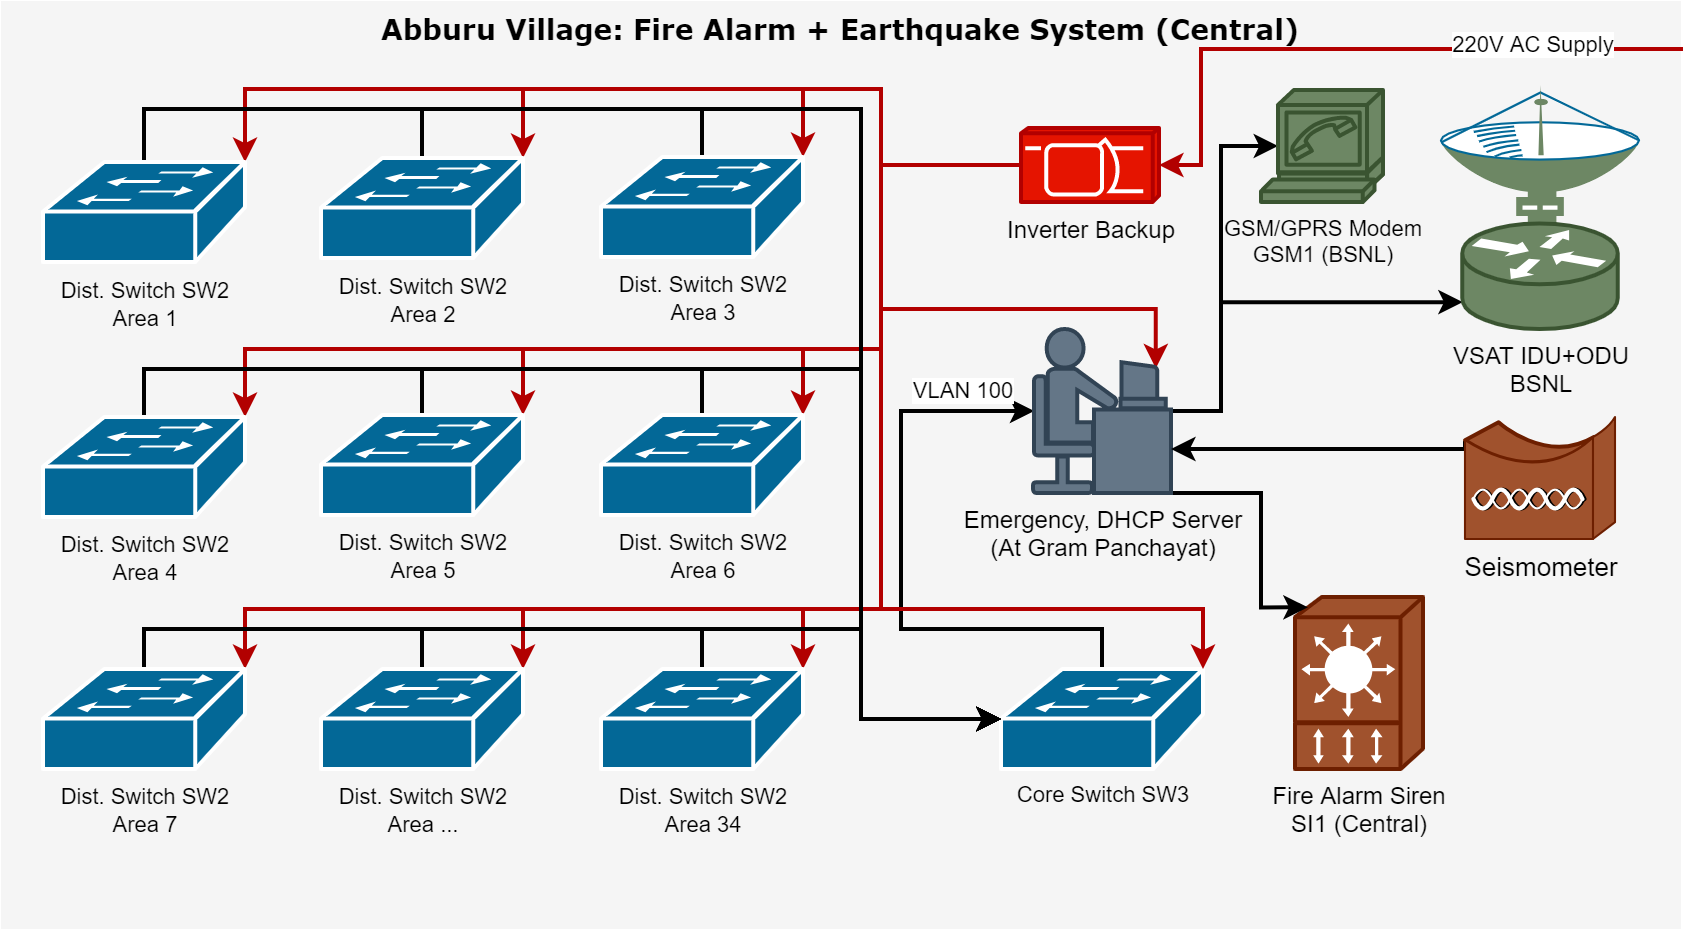 Abburu Village: Fire Alarm + Earthquake System (Central)
220V AC Supply
Inverter Backup
GSM/GPRS Modem
GSM1 (BSNL)
Dist. Switch SW2
Area 1
Dist. Switch SW2
Area 2
Dist. Switch SW2
Area 3
VSAT IDU+ODU
BSNL
VLAN 100
Emergency, DHCP Server
(At Gram Panchayat)
Seismometer
Dist. Switch SW2
Area 4
Dist. Switch SW2
Area 5
Dist. Switch SW2
Area 6
Dist. Switch SW2
Area 7
Dist. Switch SW2
Area ...
Dist. Switch SW2
Area 34
Core Switch SW3
Fire Alarm Siren
SI1 (Central)